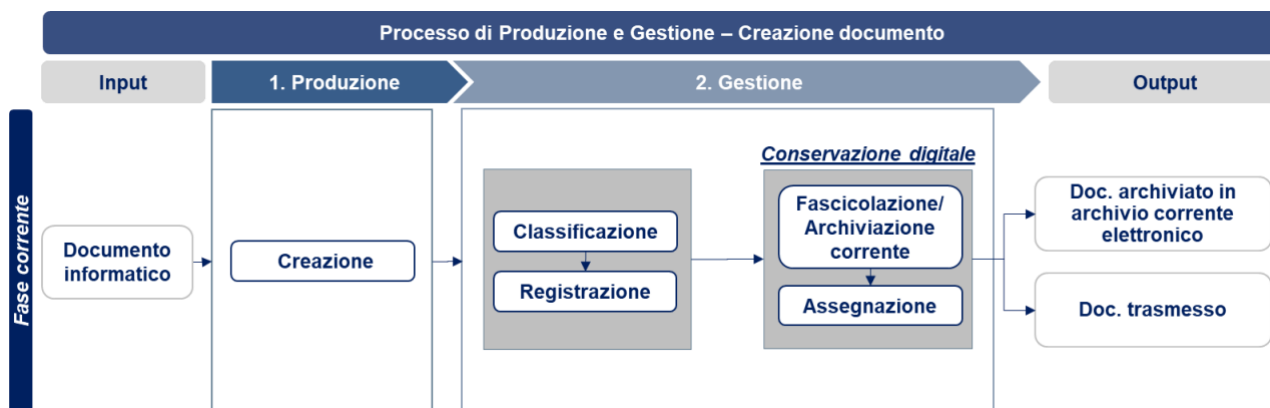 Processo di Produzione e Gestione – Creazione documento
Input
1. Produzione
2. Gestione
Output
Fase corrente
Documento
informatico
Creazione
Classificazione
Registrazione
Conservazione digitale
Fascicolazione/
Archiviazione
corrente
Assegnazione
Doc. archiviato in
archivio corrente
elettronico
Doc. trasmesso